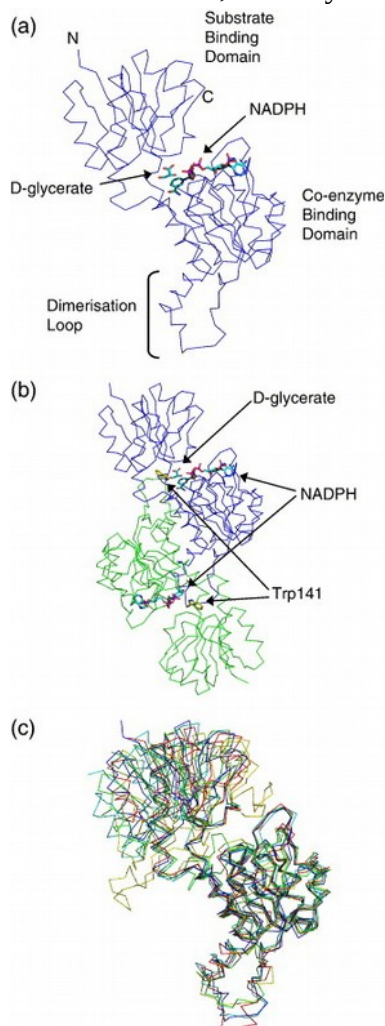 (a)
Substrate
Binding
Domain
N
C
NADPH
D-glycerate
Co-enzyme
Binding
Domain
Dimerisation
Loop
(b)
D-glycerate
NADPH
Trp141
(c)